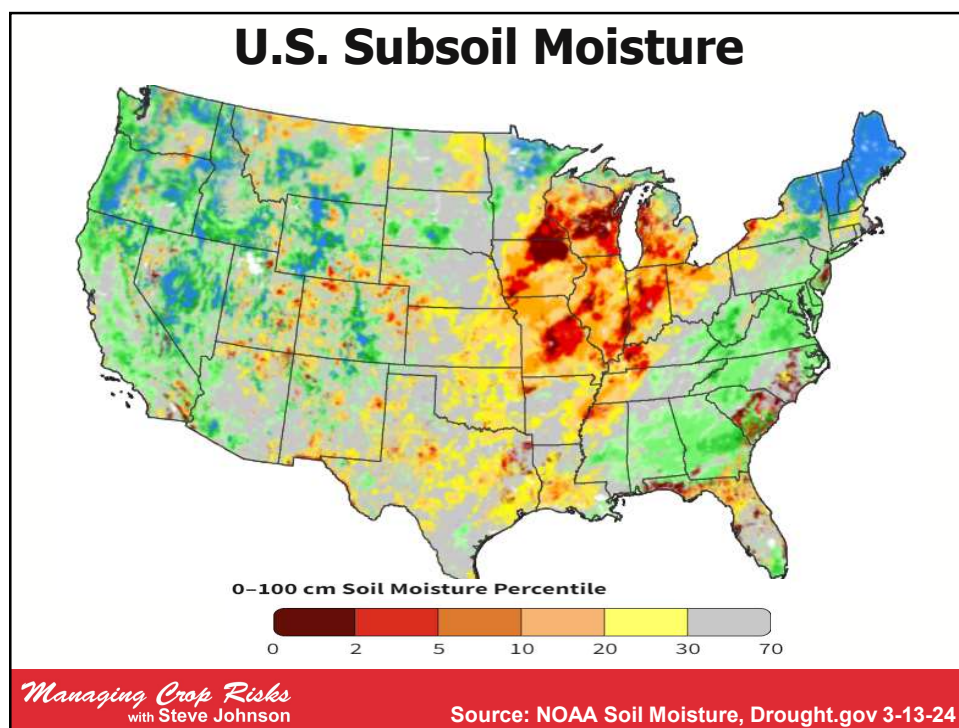 U.S. Subsoil Moisture
0–100 cm Soil Moisture Percentile
0 2 5 10 20 30 70
Managing Crop Risks
with Steve Johnson
Source: NOAA Soil Moisture, Drought.gov 3-13-24